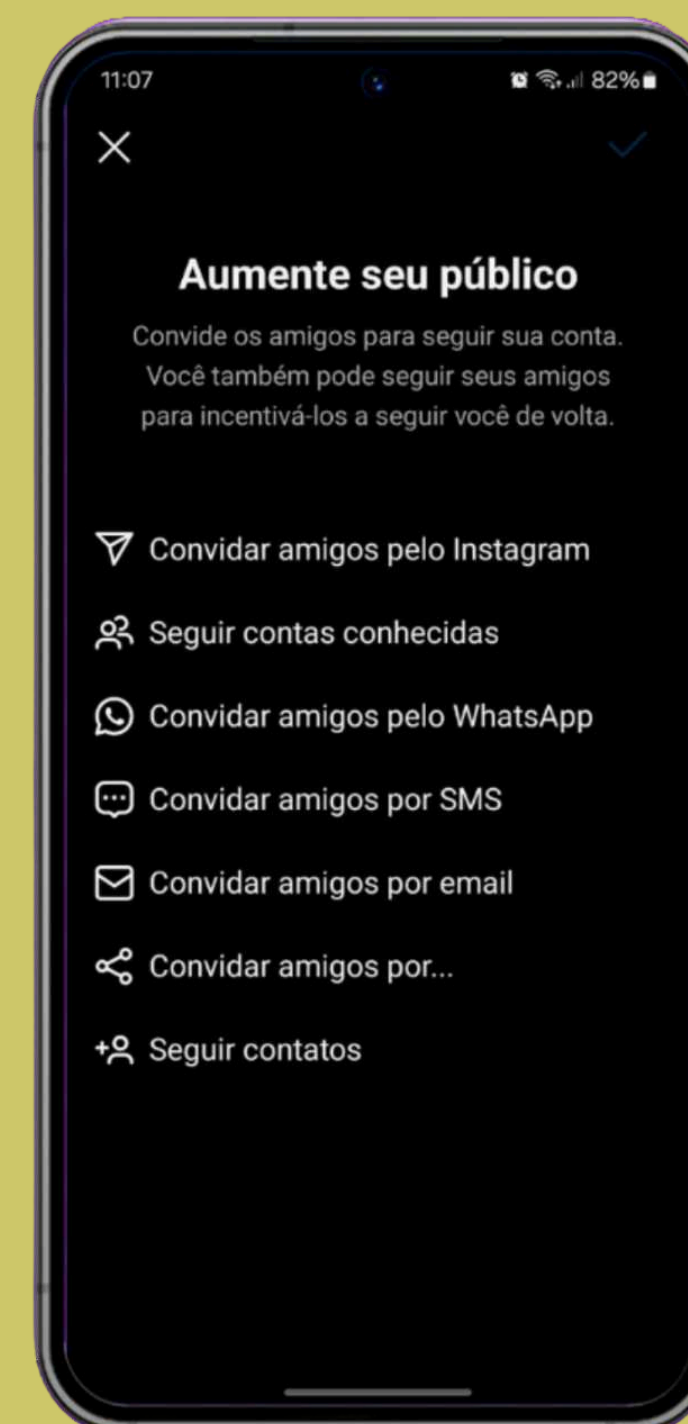 11:07
82%
Aumente seu público
Convide os amigos para seguir sua conta.
Você também pode seguir seus amigos
para incentivá-los a seguir você de volta.
Convidar amigos pelo Instagram
Seguir contas conhecidas
Convidar amigos pelo WhatsApp
Convidar amigos por SMS
Convidar amigos por email
Convidar amigos por...
Seguir contatos